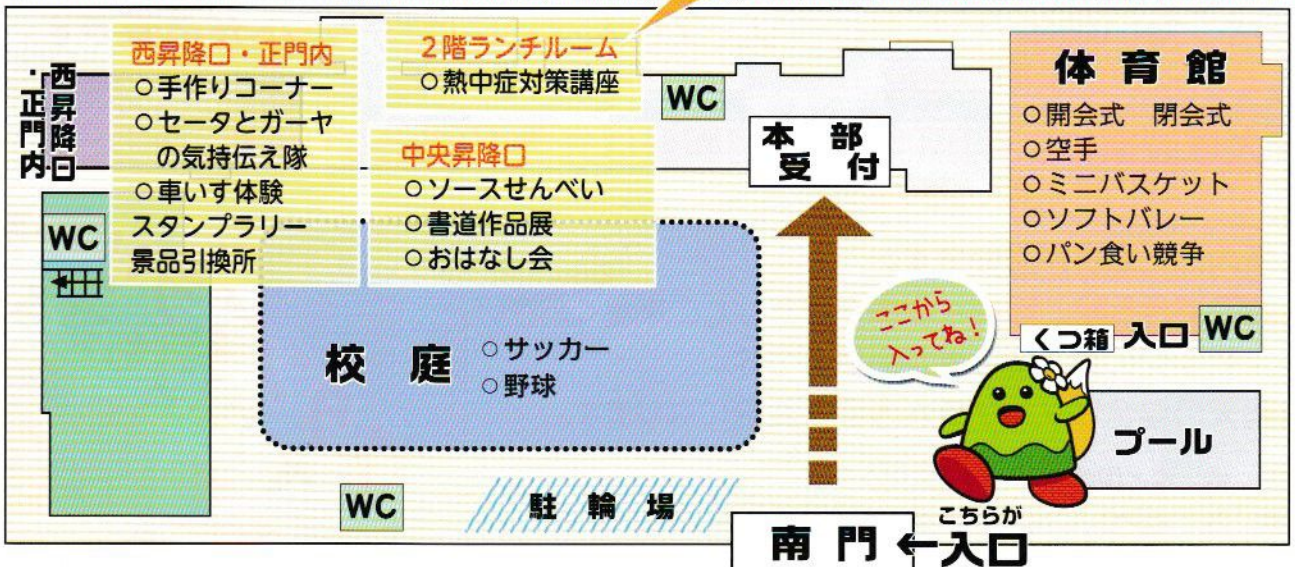 西昇降口
・正門内
西昇降口・正門内
○手作りコーナー
○セータとガーヤ
の気持伝え隊
○車いす体験
スタンプラリー
景品引換所
2階ランチルーム
○熱中症対策講座
中央昇降口
○ソースせんべい
○書道作品展
○おはなし会
WC
本部
受付
体育館
○開会式 閉会式
○空手
○ミニバスケット
○ソフトバレー
○パン食い競争
くつ箱 入口 WC
WC
校庭
○サッカー
○野球
ここから
入ってね!
プール
WC
駐輪場
南門
←
こちらが
入口